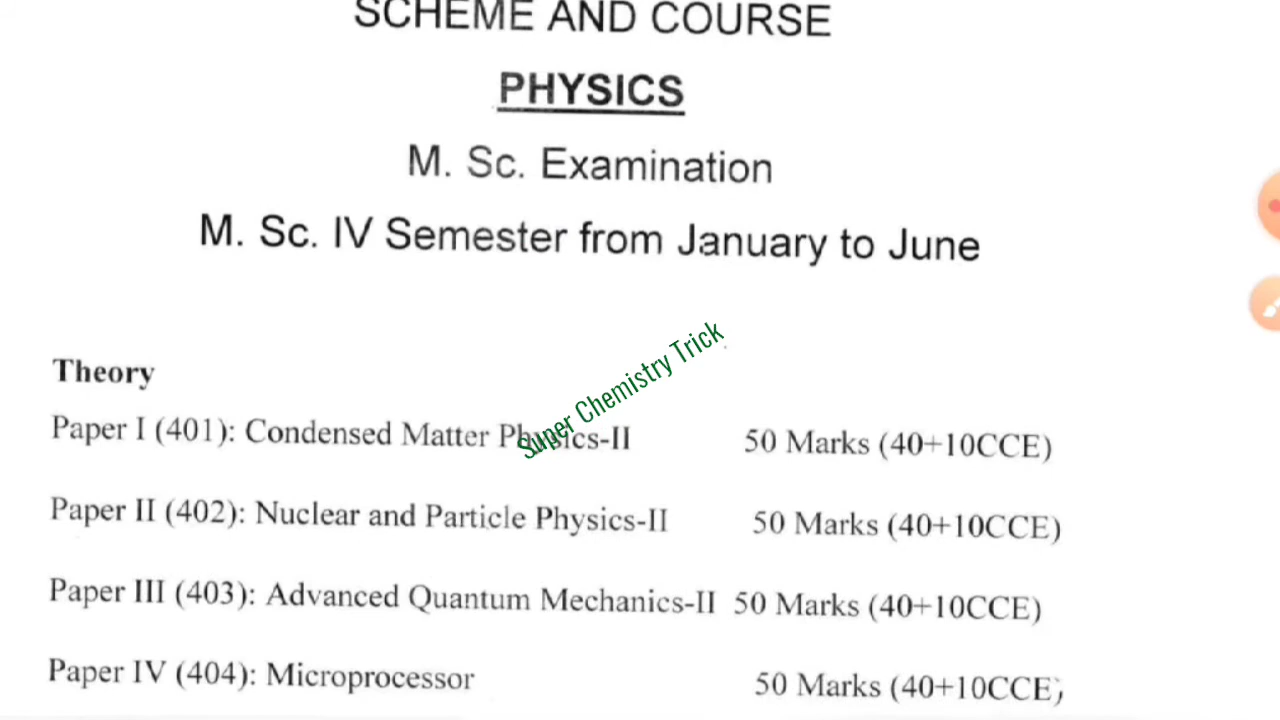 SCHEME AND COURSE
PHYSICS
M. Sc. Examination
M. Sc. IV Semester from January to June
Super Chemistry Trick
Theory
Paper I (401): Condensed Matter Physics-II 50 Marks (40+10CCE)
Paper II (402): Nuclear and Particle Physics-II 50 Marks (40+10CCE)
Paper III (403): Advanced Quantum Mechanics-II 50 Marks (40+10CCE)
Paper IV (404): Microprocessor 50 Marks (40+10CCE)